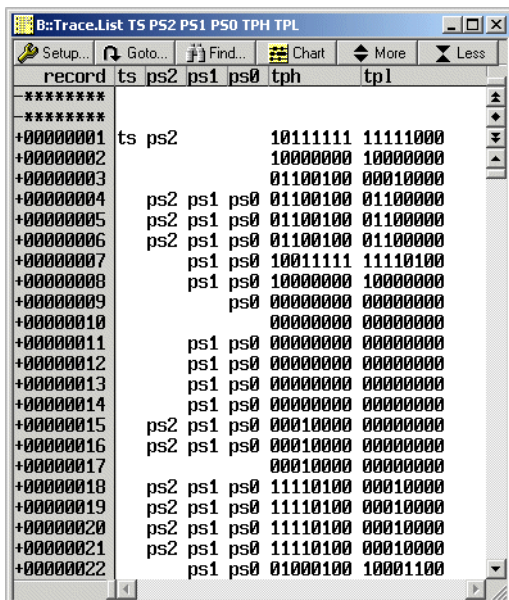 B::Trace.List TS PS2 PS1 PS0 TPH TPL
Setup... Goto... Find... Chart More Less
record ts ps2 ps1 ps0 tph tpl
-********
-********
+00000001 ts ps2 10111111 11111000
+00000002 10000000 10000000
+00000003 01100100 00010000
+00000004 ps2 ps1 ps0 01100100 01100000
+00000005 ps2 ps1 ps0 01100100 01100000
+00000006 ps2 ps1 ps0 01100100 01100000
+00000007 ps1 ps0 10011111 11110100
+00000008 ps1 ps0 10000000 10000000
+00000009 ps0 00000000 00000000
+00000010 00000000 00000000
+00000011 ps1 ps0 00000000 00000000
+00000012 ps1 ps0 00000000 00000000
+00000013 ps1 ps0 00000000 00000000
+00000014 ps1 ps0 00000000 00000000
+00000015 ps2 ps1 ps0 00010000 00000000
+00000016 ps2 ps1 ps0 00010000 00000000
+00000017 00010000 00000000
+00000018 ps2 ps1 ps0 11110100 00010000
+00000019 ps2 ps1 ps0 11110100 00010000
+00000020 ps2 ps1 ps0 11110100 00010000
+00000021 ps2 ps1 ps0 11110100 00010000
+00000022 ps1 ps0 01000100 10001100